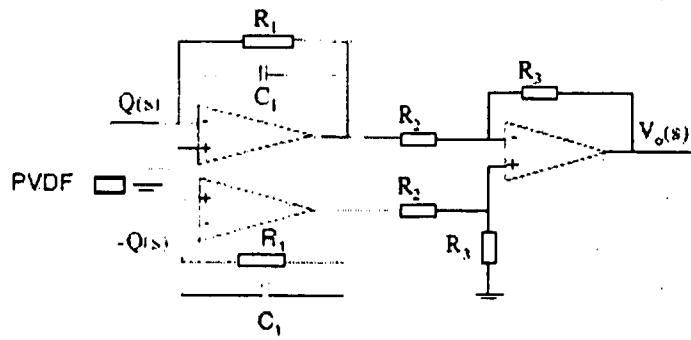 R₁
C₁
Q(s)
R₂
R₃
Vₒ(s)
PVDF
R₂
-Q(s)
R₁
R₃
C₁